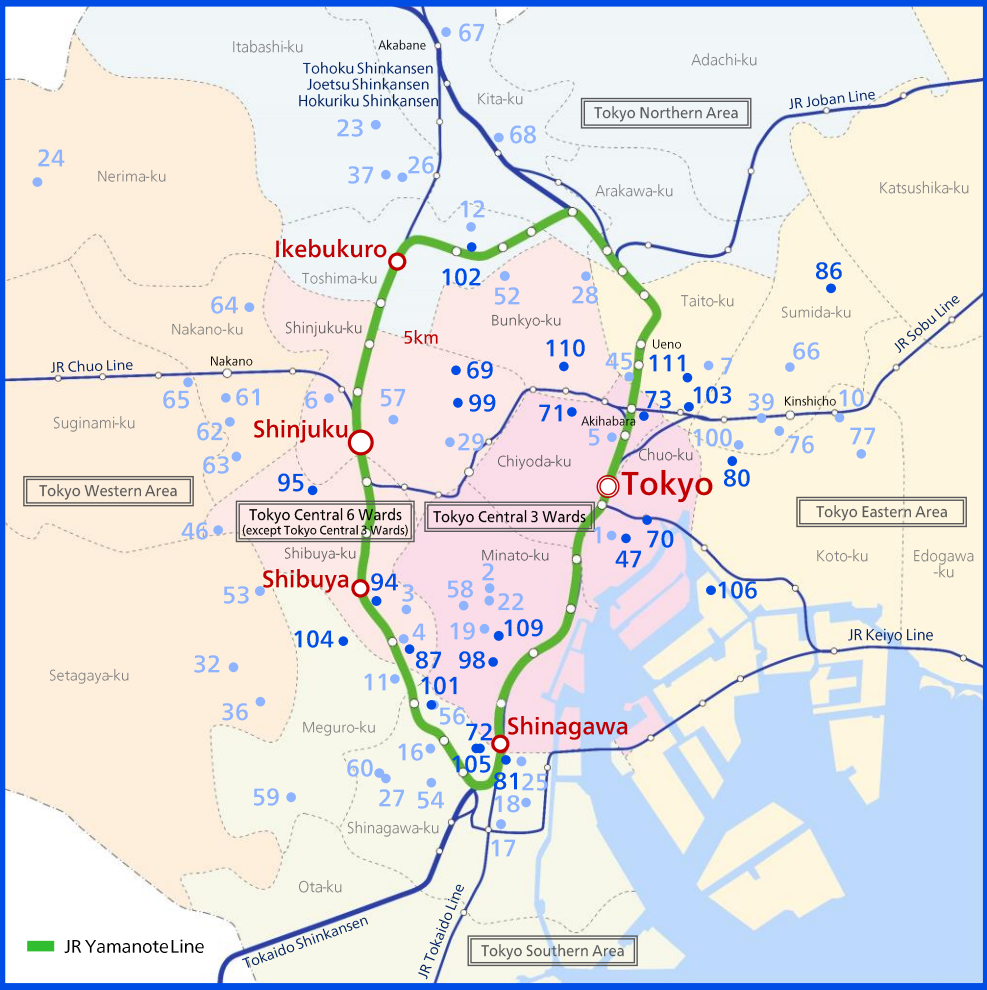 67
Itabashi-ku
Akabane
Adachi-ku
Tohoku Shinkansen
Joetsu Shinkansen
Hokuriku Shinkansen
Kita-ku
JR Joban Line
Tokyo Northern Area
23
68
24
Nerima-ku
37
26
Arakawa-ku
Katsushika-ku
12
Ikebukuro
Toshima-ku
102
52
28
86
64
Nakano-ku
Shinjuku-ku
Bunkyo-ku
Taito-ku
Sumida-ku
JR Sobu Line
5km
Ueno
JR Chuo Line
Nakano
110
45
111
7
66
69
65
61
6
57
99
71
73
103
39
Kinshicho
10
62
Suginami-ku
Shinjuku
Akihabara
5
100
76
77
63
29
Chiyoda-ku
Chuo-ku
80
95
Tokyo
Tokyo Western Area
Tokyo Central 6 Wards
(except Tokyo Central 3 Wards)
Tokyo Central 3 Wards
Tokyo Eastern Area
46
1
47
70
Shibuya-ku
Minato-ku
Koto-ku
Edogawa
-ku
Shibuya
94
53
3
58
2
22
106
104
4
19
109
JR Keiyo Line
87
98
32
Setagaya-ku
11
101
36
56
Meguro-ku
72
Shinagawa
16
105
60
27
54
81
25
59
18
Shinagawa-ku
17
Ota-ku
JR Yamanote Line
Tokaido Shinkansen
JR Tokaido Line
Tokyo Southern Area